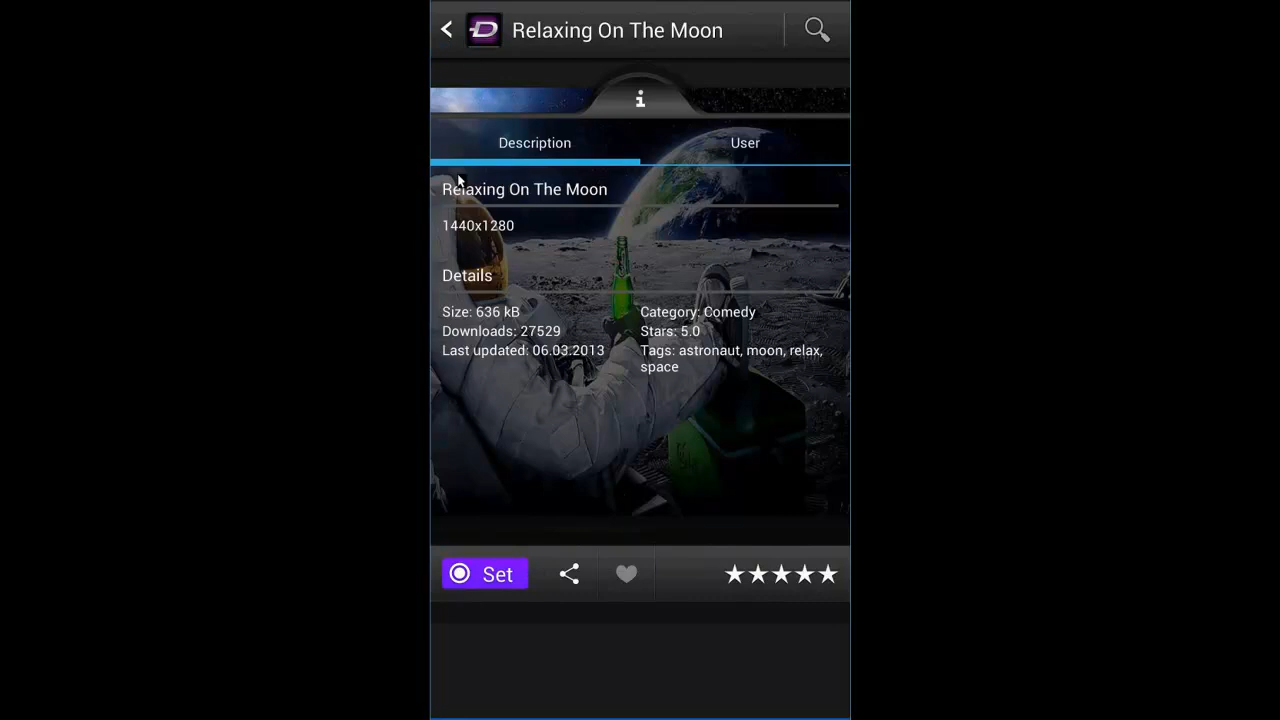 Relaxing On The Moon
Description
User
Relaxing On The Moon
1440x1280
Details
Size: 636 kB
Downloads: 27529
Last updated: 06.03.2013
Category: Comedy
Stars: 5.0
Tags: astronaut, moon, relax,
space
Set